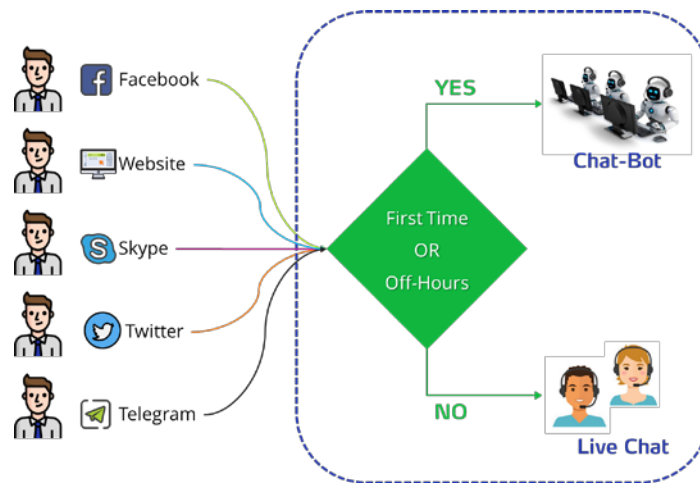 Facebook
Website
Skype
Twitter
Telegram
First Time
OR
Off-Hours
YES
Chat-Bot
NO
Live Chat